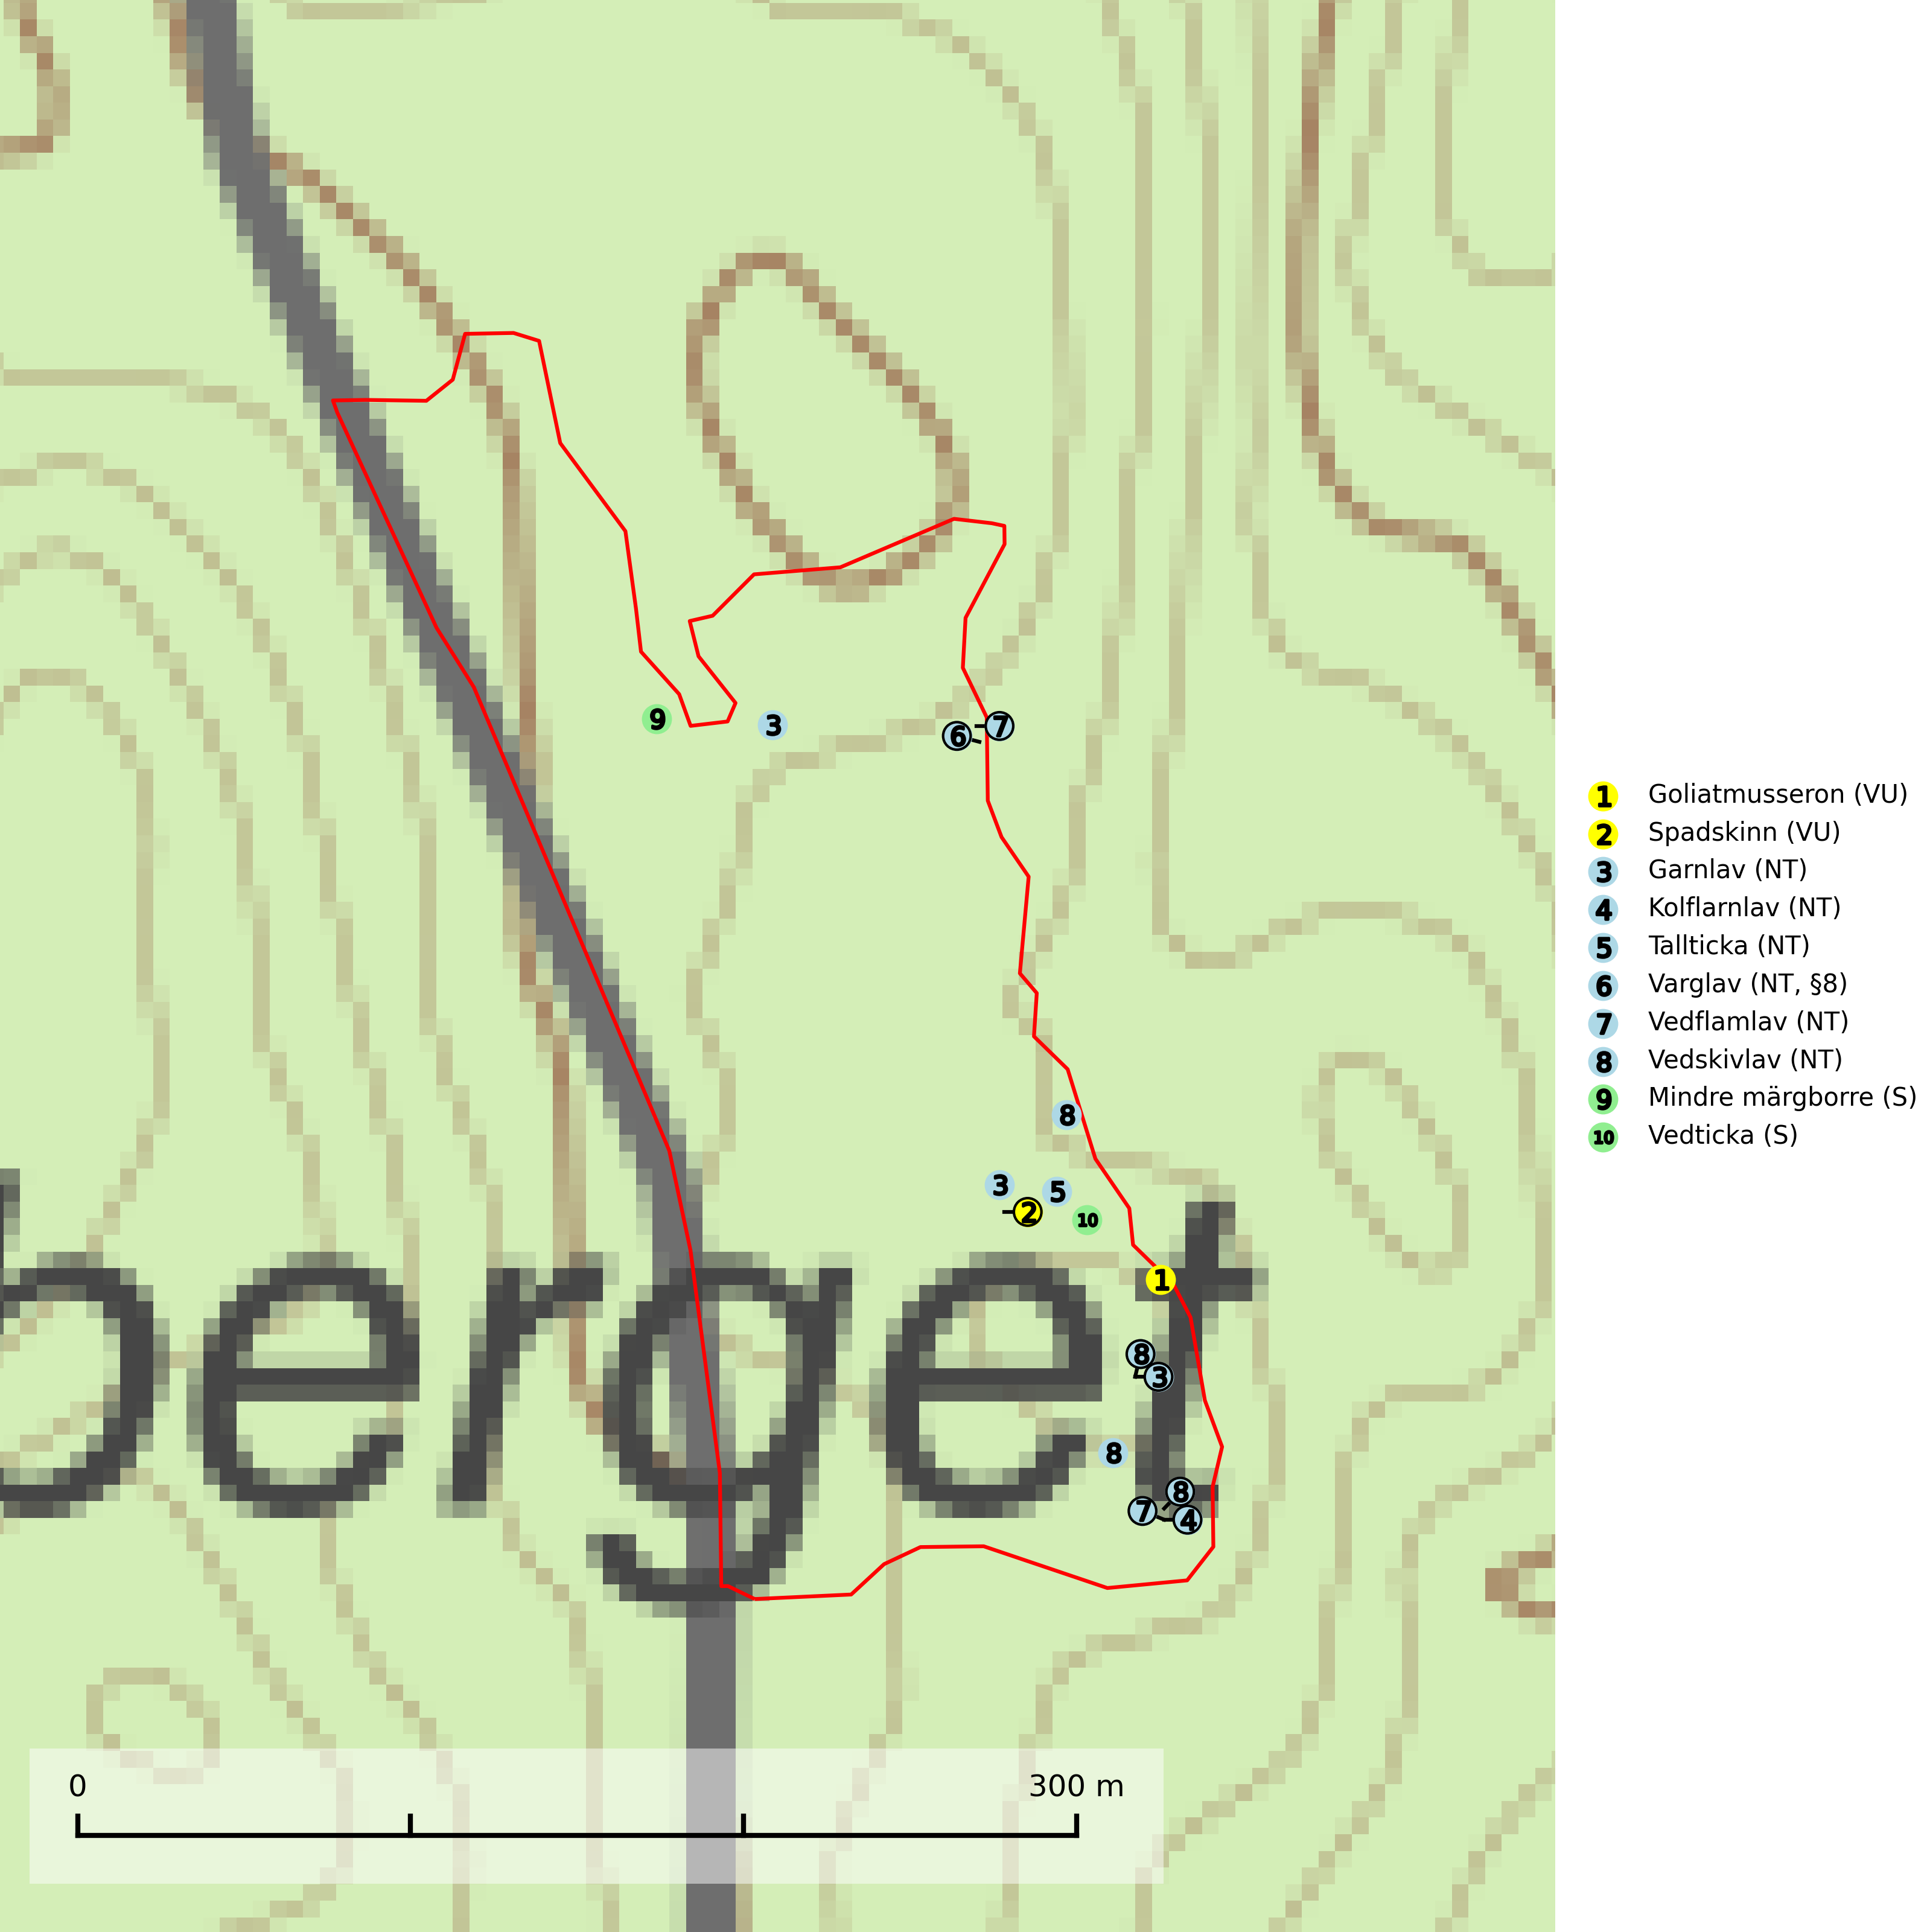 9
3
6
7
8
3
5
2
10
1
8
3
8
8
7
4
berget
0
300 m
1 Goliatmusseron (VU)
2 Spadskinn (VU)
3 Garnlav (NT)
4 Kolflarnlav (NT)
5 Tallticka (NT)
6 Varglav (NT, §8)
7 Vedflamlav (NT)
8 Vedskivlav (NT)
9 Mindre märgborre (S)
10 Vedticka (S)